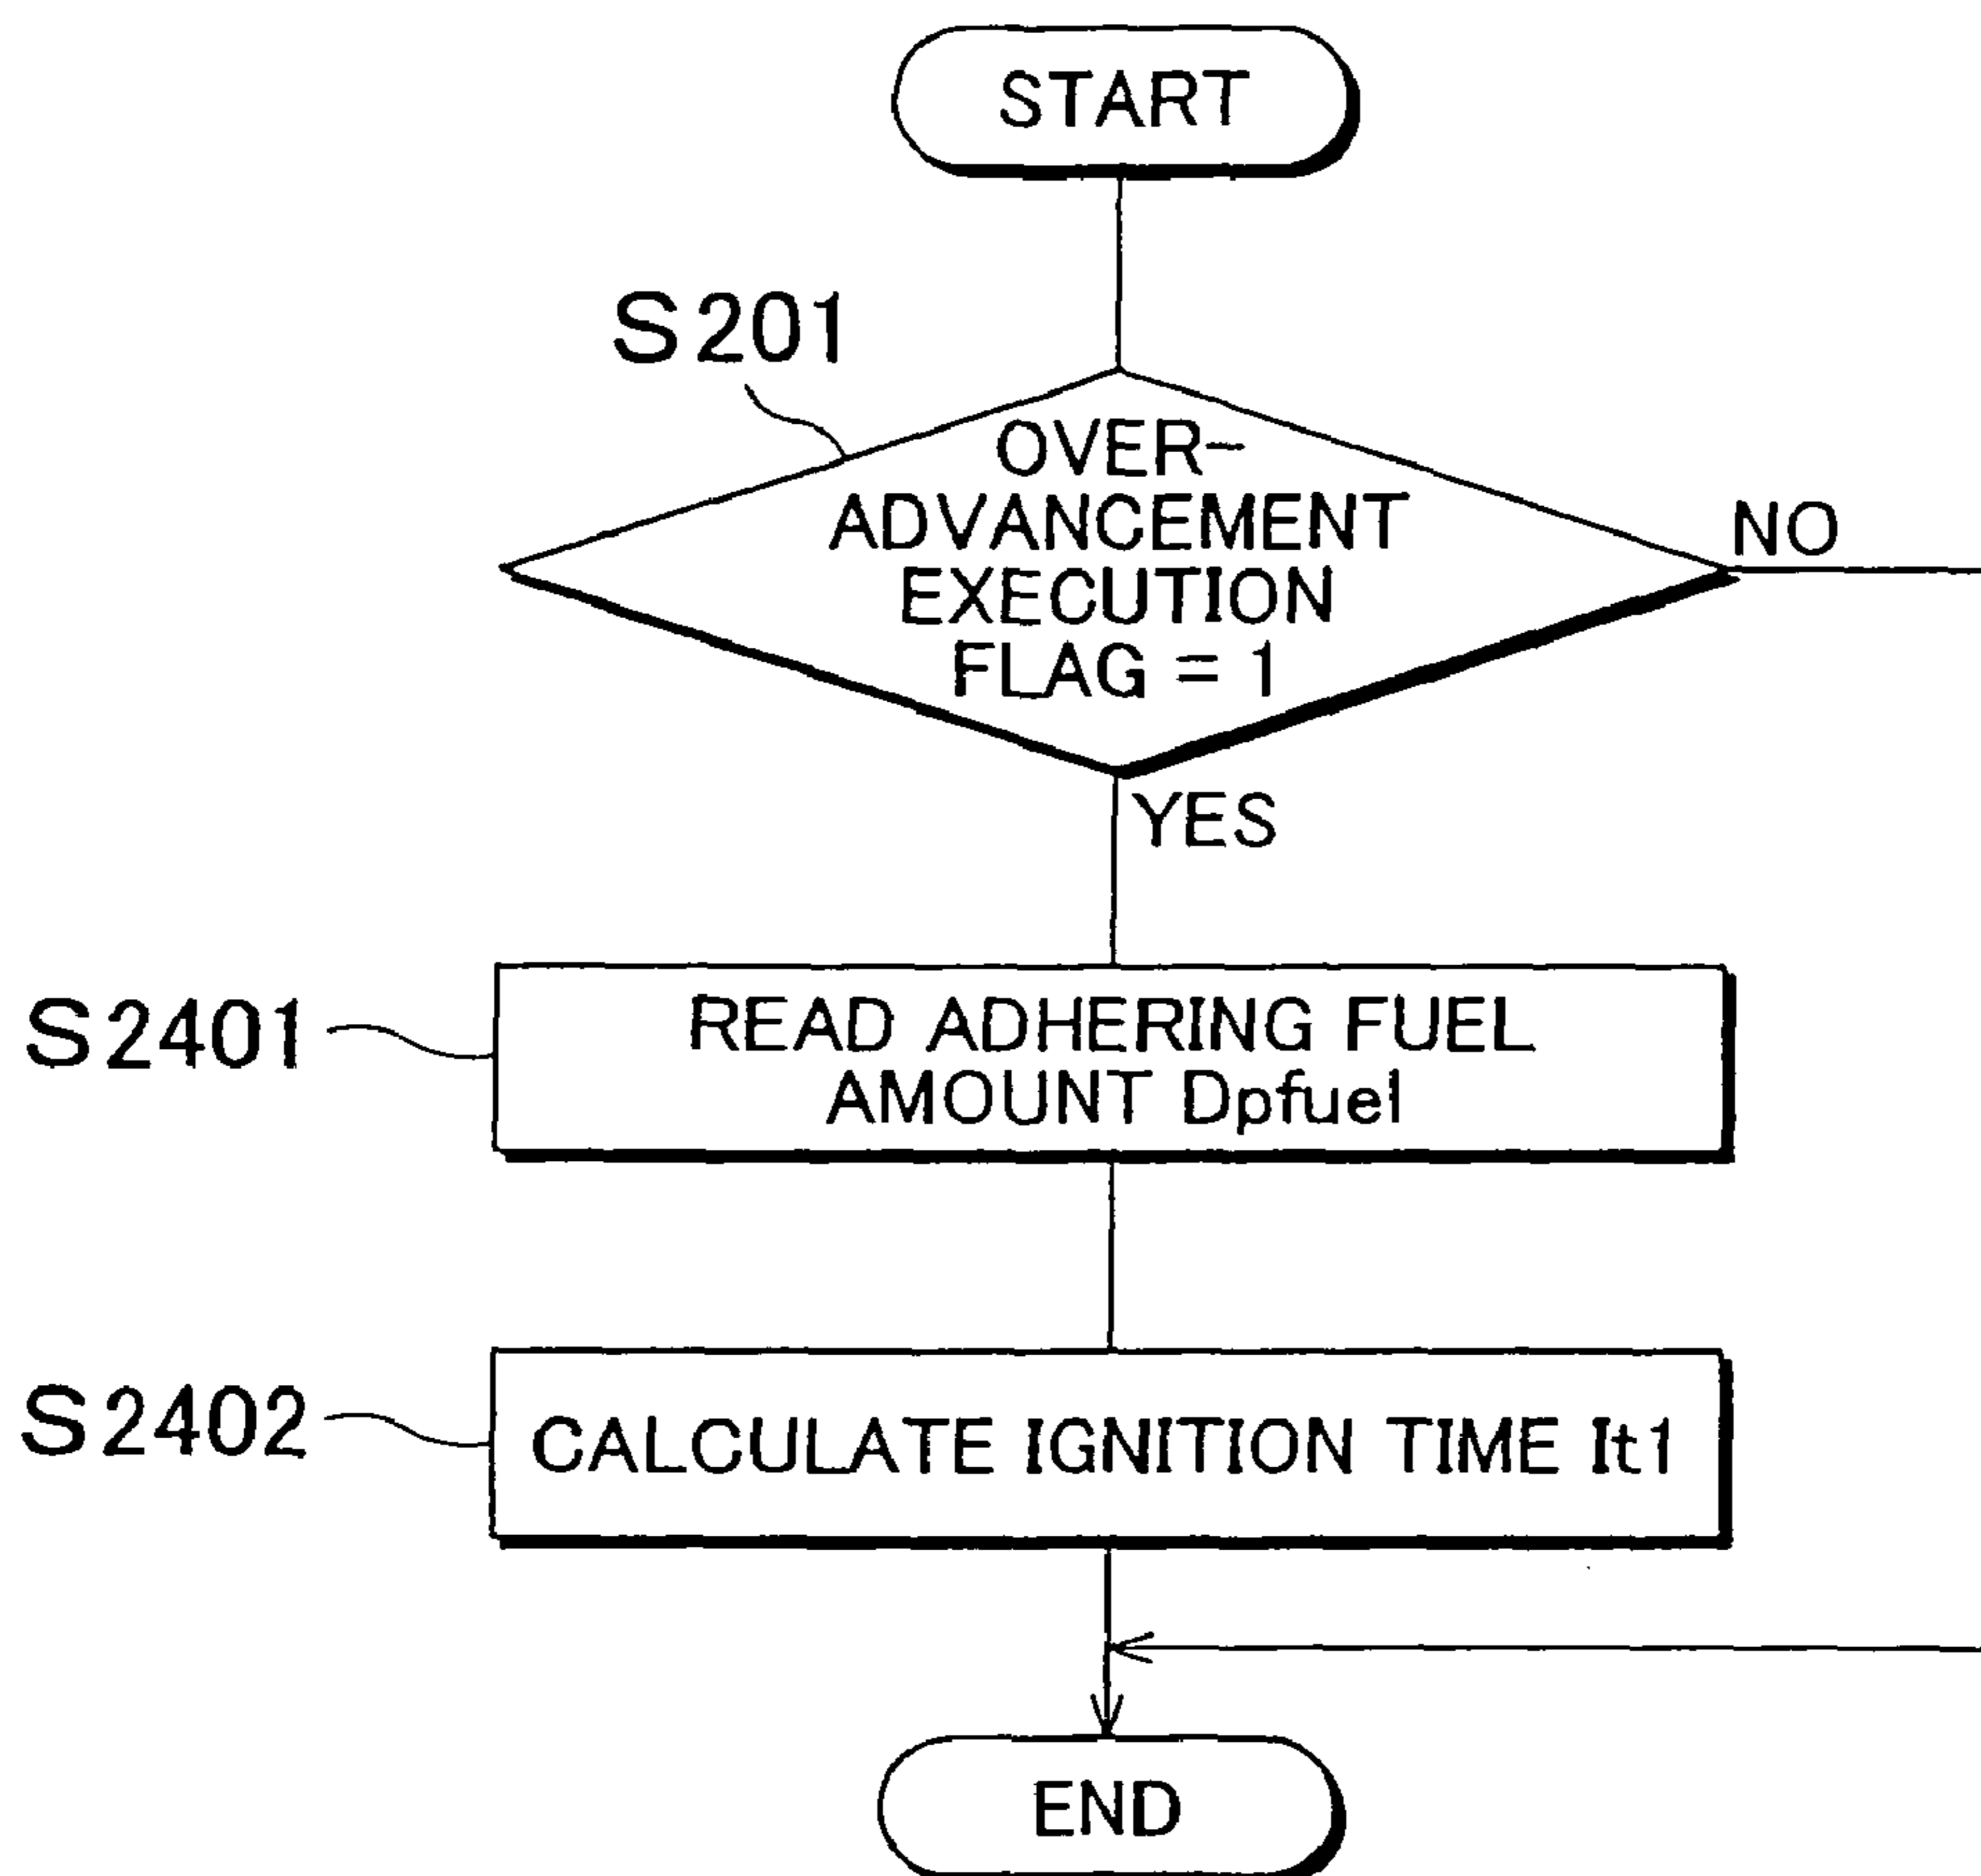 START
S201
OVER-
ADVANCEMENT
EXECUTION
FLAG = 1
NO
YES
S2401
READ ADHERING FUEL
AMOUNT Dpfuel
S2402
CALCULATE IGNITION TIME It1
END